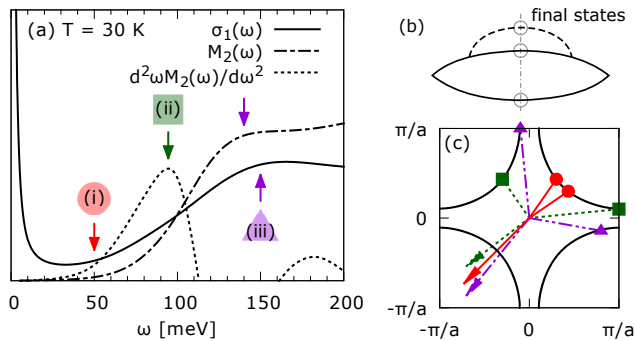 (a) T = 30 K
σ₁(ω)
M₂(ω)
d²ωM₂(ω)/dω²
(i)
(ii)
(iii)
0
50
100
150
200
ω [meV]
(b)
final states
(c)
π/a
0
-π/a
-π/a
0
π/a